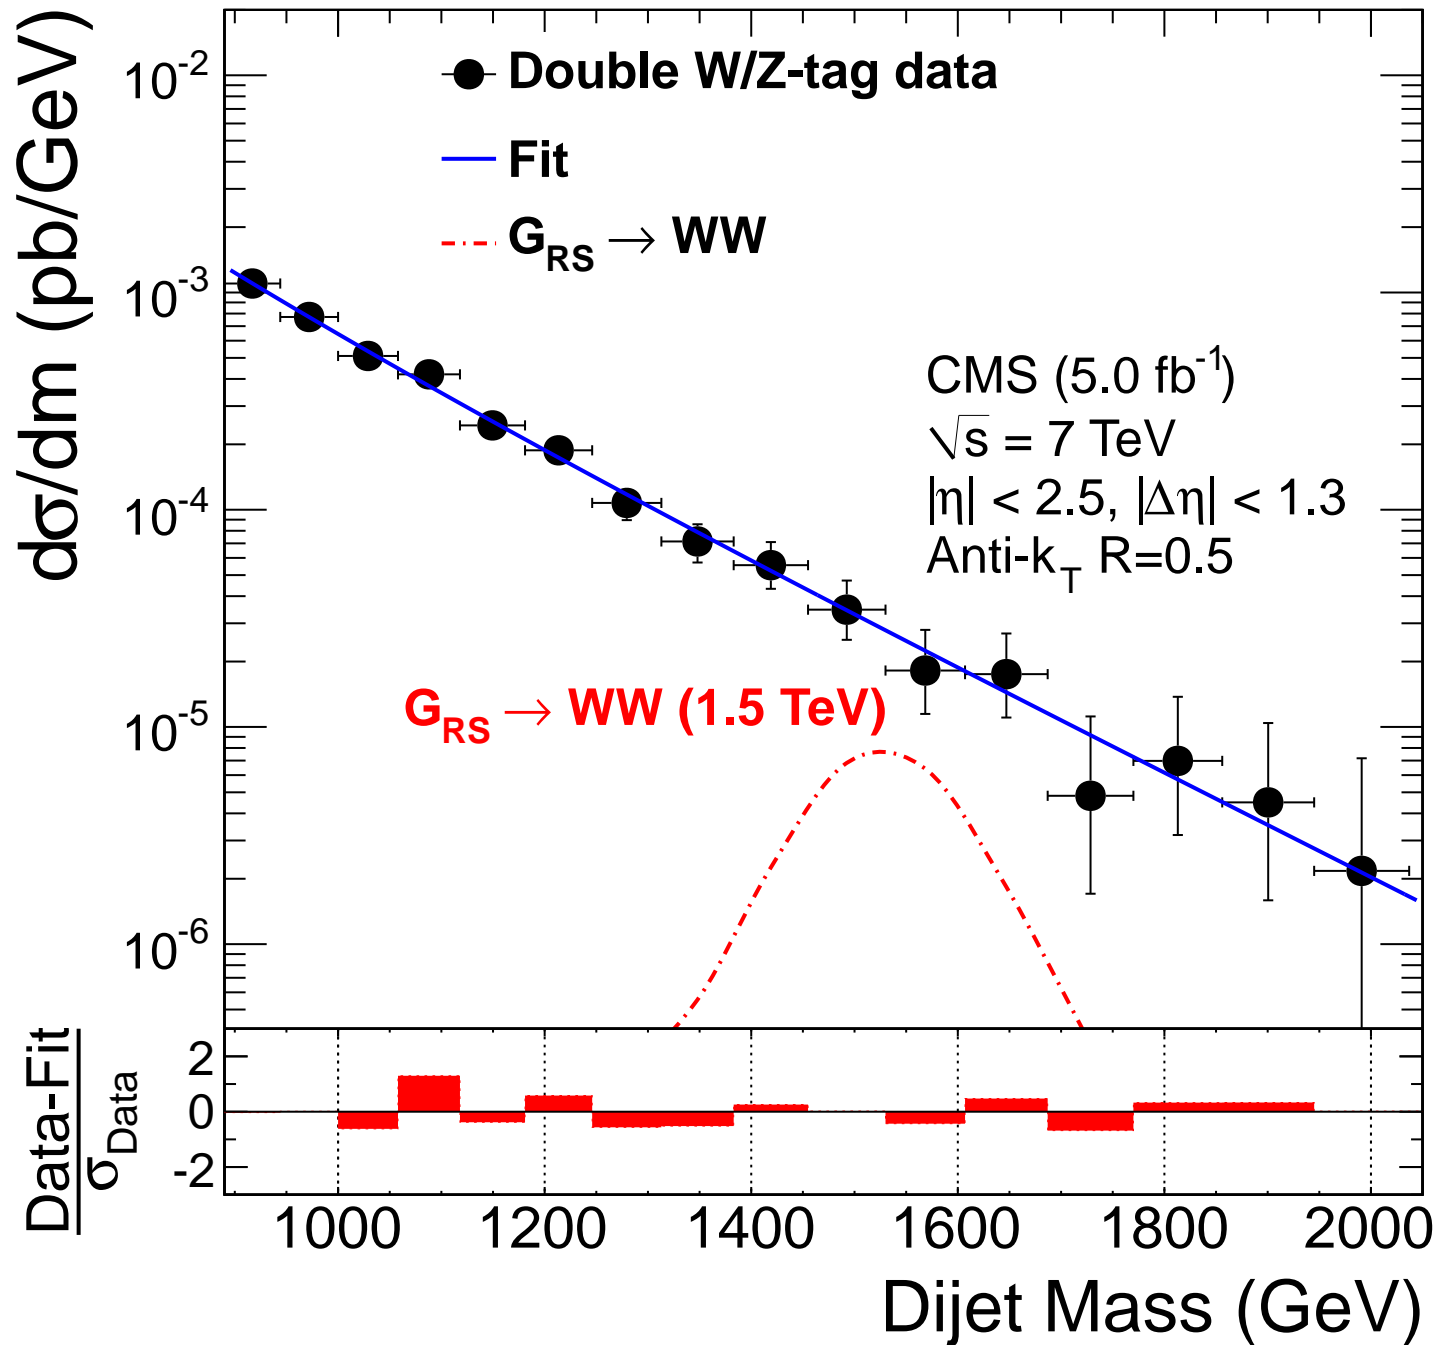 dσ/dm (pb/GeV)
10⁻²
10⁻³
10⁻⁴
10⁻⁵
10⁻⁶
Double W/Z-tag data
Fit
G_RS → WW
CMS (5.0 fb⁻¹)
√s = 7 TeV
|η| < 2.5, |Δη| < 1.3
Anti-k_T R=0.5
G_RS → WW (1.5 TeV)
Data-Fit
σ_Data
2
0
-2
1000 1200 1400 1600 1800 2000
Dijet Mass (GeV)